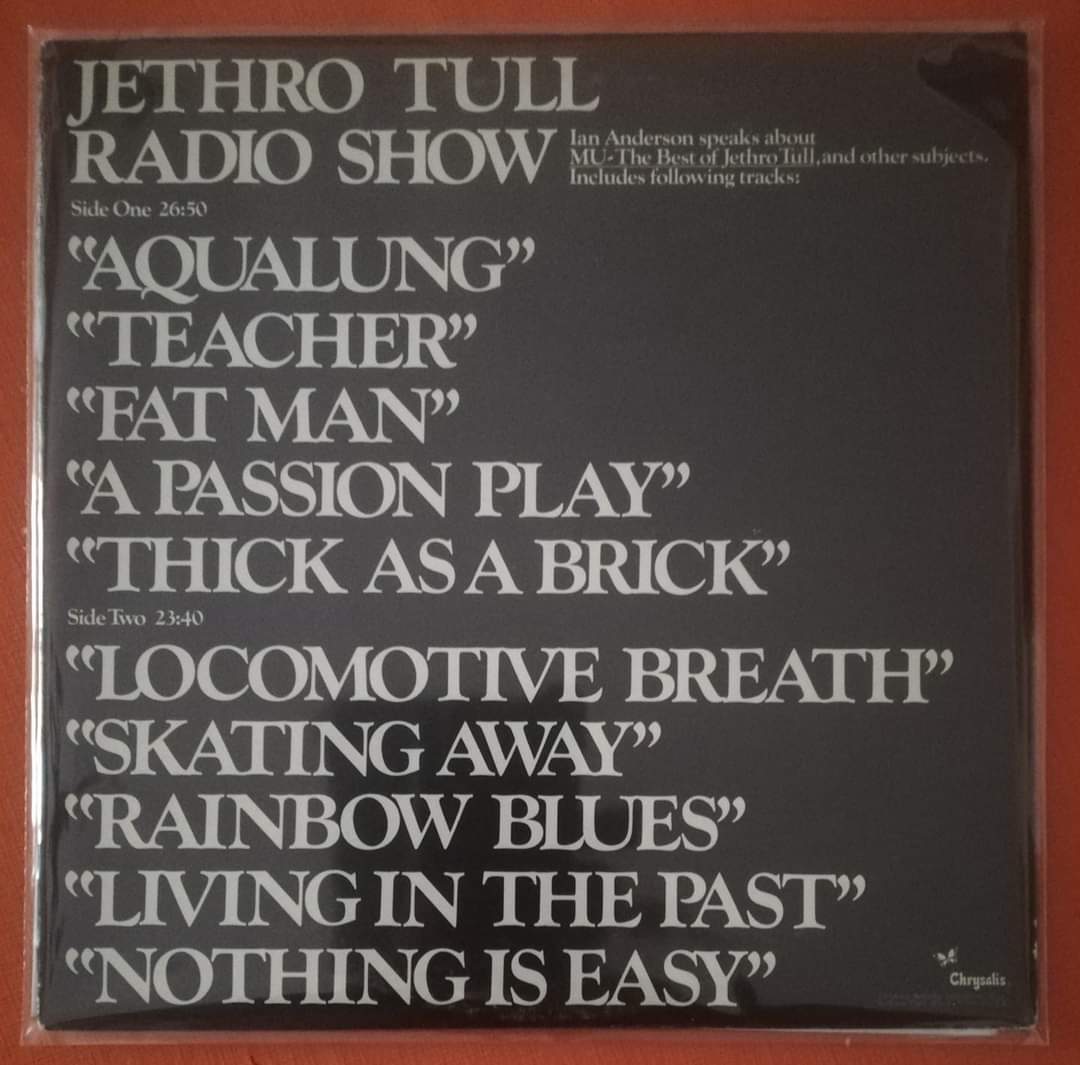 JETHRO TULL
RADIO SHOW
Ian Anderson speaks about
MU-The Best of Jethro Tull, and other subjects.
Includes following tracks:
Side One 26:50
“AQUALUNG”
“TEACHER”
“FAT MAN”
“A PASSION PLAY”
“THICK AS A BRICK”
Side Two 23:40
“LOCOMOTIVE BREATH”
“SKATING AWAY”
“RAINBOW BLUES”
“LIVING IN THE PAST”
“NOTHING IS EASY”
Chrysalis